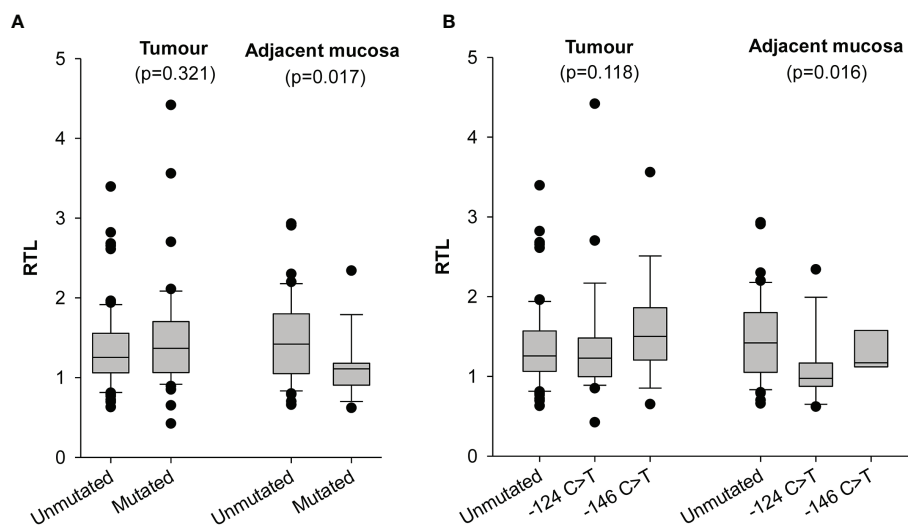 A
Tumour
(p=0.321)
Adjacent mucosa
(p=0.017)
RTL
5
4
3
2
1
0
Unmutated
Mutated
Unmutated
Mutated
B
Tumour
(p=0.118)
Adjacent mucosa
(p=0.016)
RTL
5
4
3
2
1
0
Unmutated
-124 C>T
-146 C>T
Unmutated
-124 C>T
-146 C>T